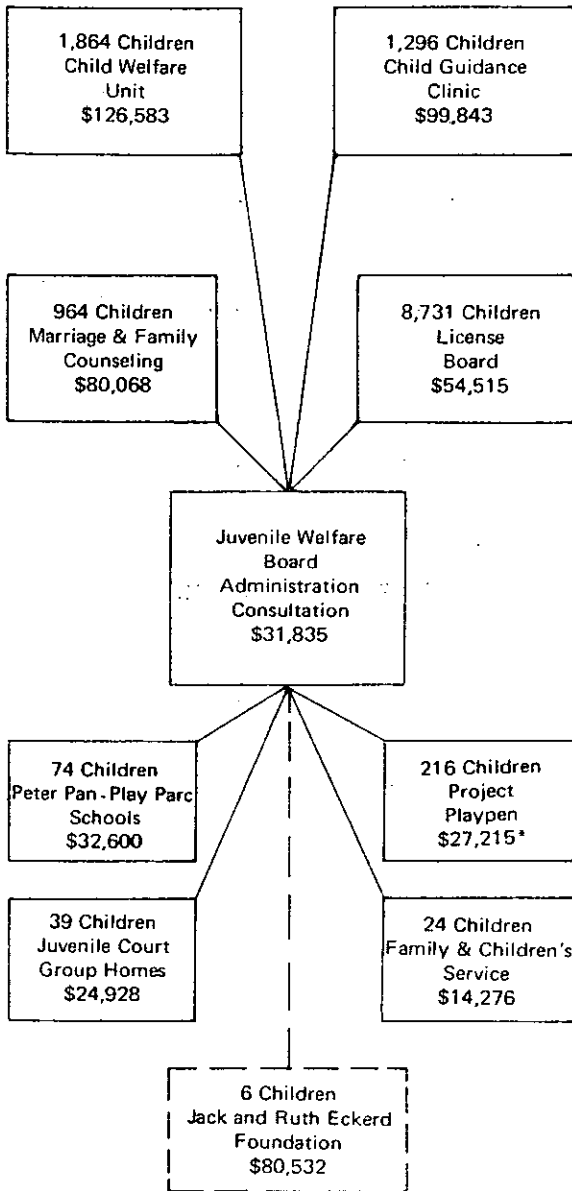 1,864 Children
Child Welfare
Unit
$126,583
1,296 Children
Child Guidance
Clinic
$99,843
964 Children
Marriage & Family
Counseling
$80,068
8,731 Children
License
Board
$54,515
Juvenile Welfare
Board
Administration
Consultation
$31,835
74 Children
Peter Pan-Play Parc
Schools
$32,600
216 Children
Project
Playpen
$27,215*
39 Children
Juvenile Court
Group Homes
$24,928
24 Children
Family & Children's
Service
$14,276
6 Children
Jack and Ruth Eckerd
Foundation
$80,532